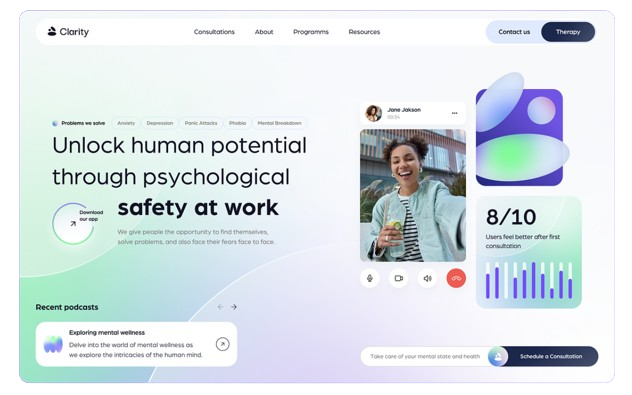 Clarity
Consultations
About
Programms
Resources
Contact us
Therapy
Problems we solve
Anxiety
Depression
Panic Attacks
Phobia
Mental Breakdown
Unlock human potential
through psychological
safety at work
Download
our app
We give people the opportunity to find themselves,
solve problems, and also face their fears face to face.
Jane Jakson
8/10
Users feel better after first
consultation
Recent podcasts
Exploring mental wellness
Delve into the world of mental wellness as
we explore the intricacies of the human mind.
Take care of your mental state and health
Schedule a Consultation